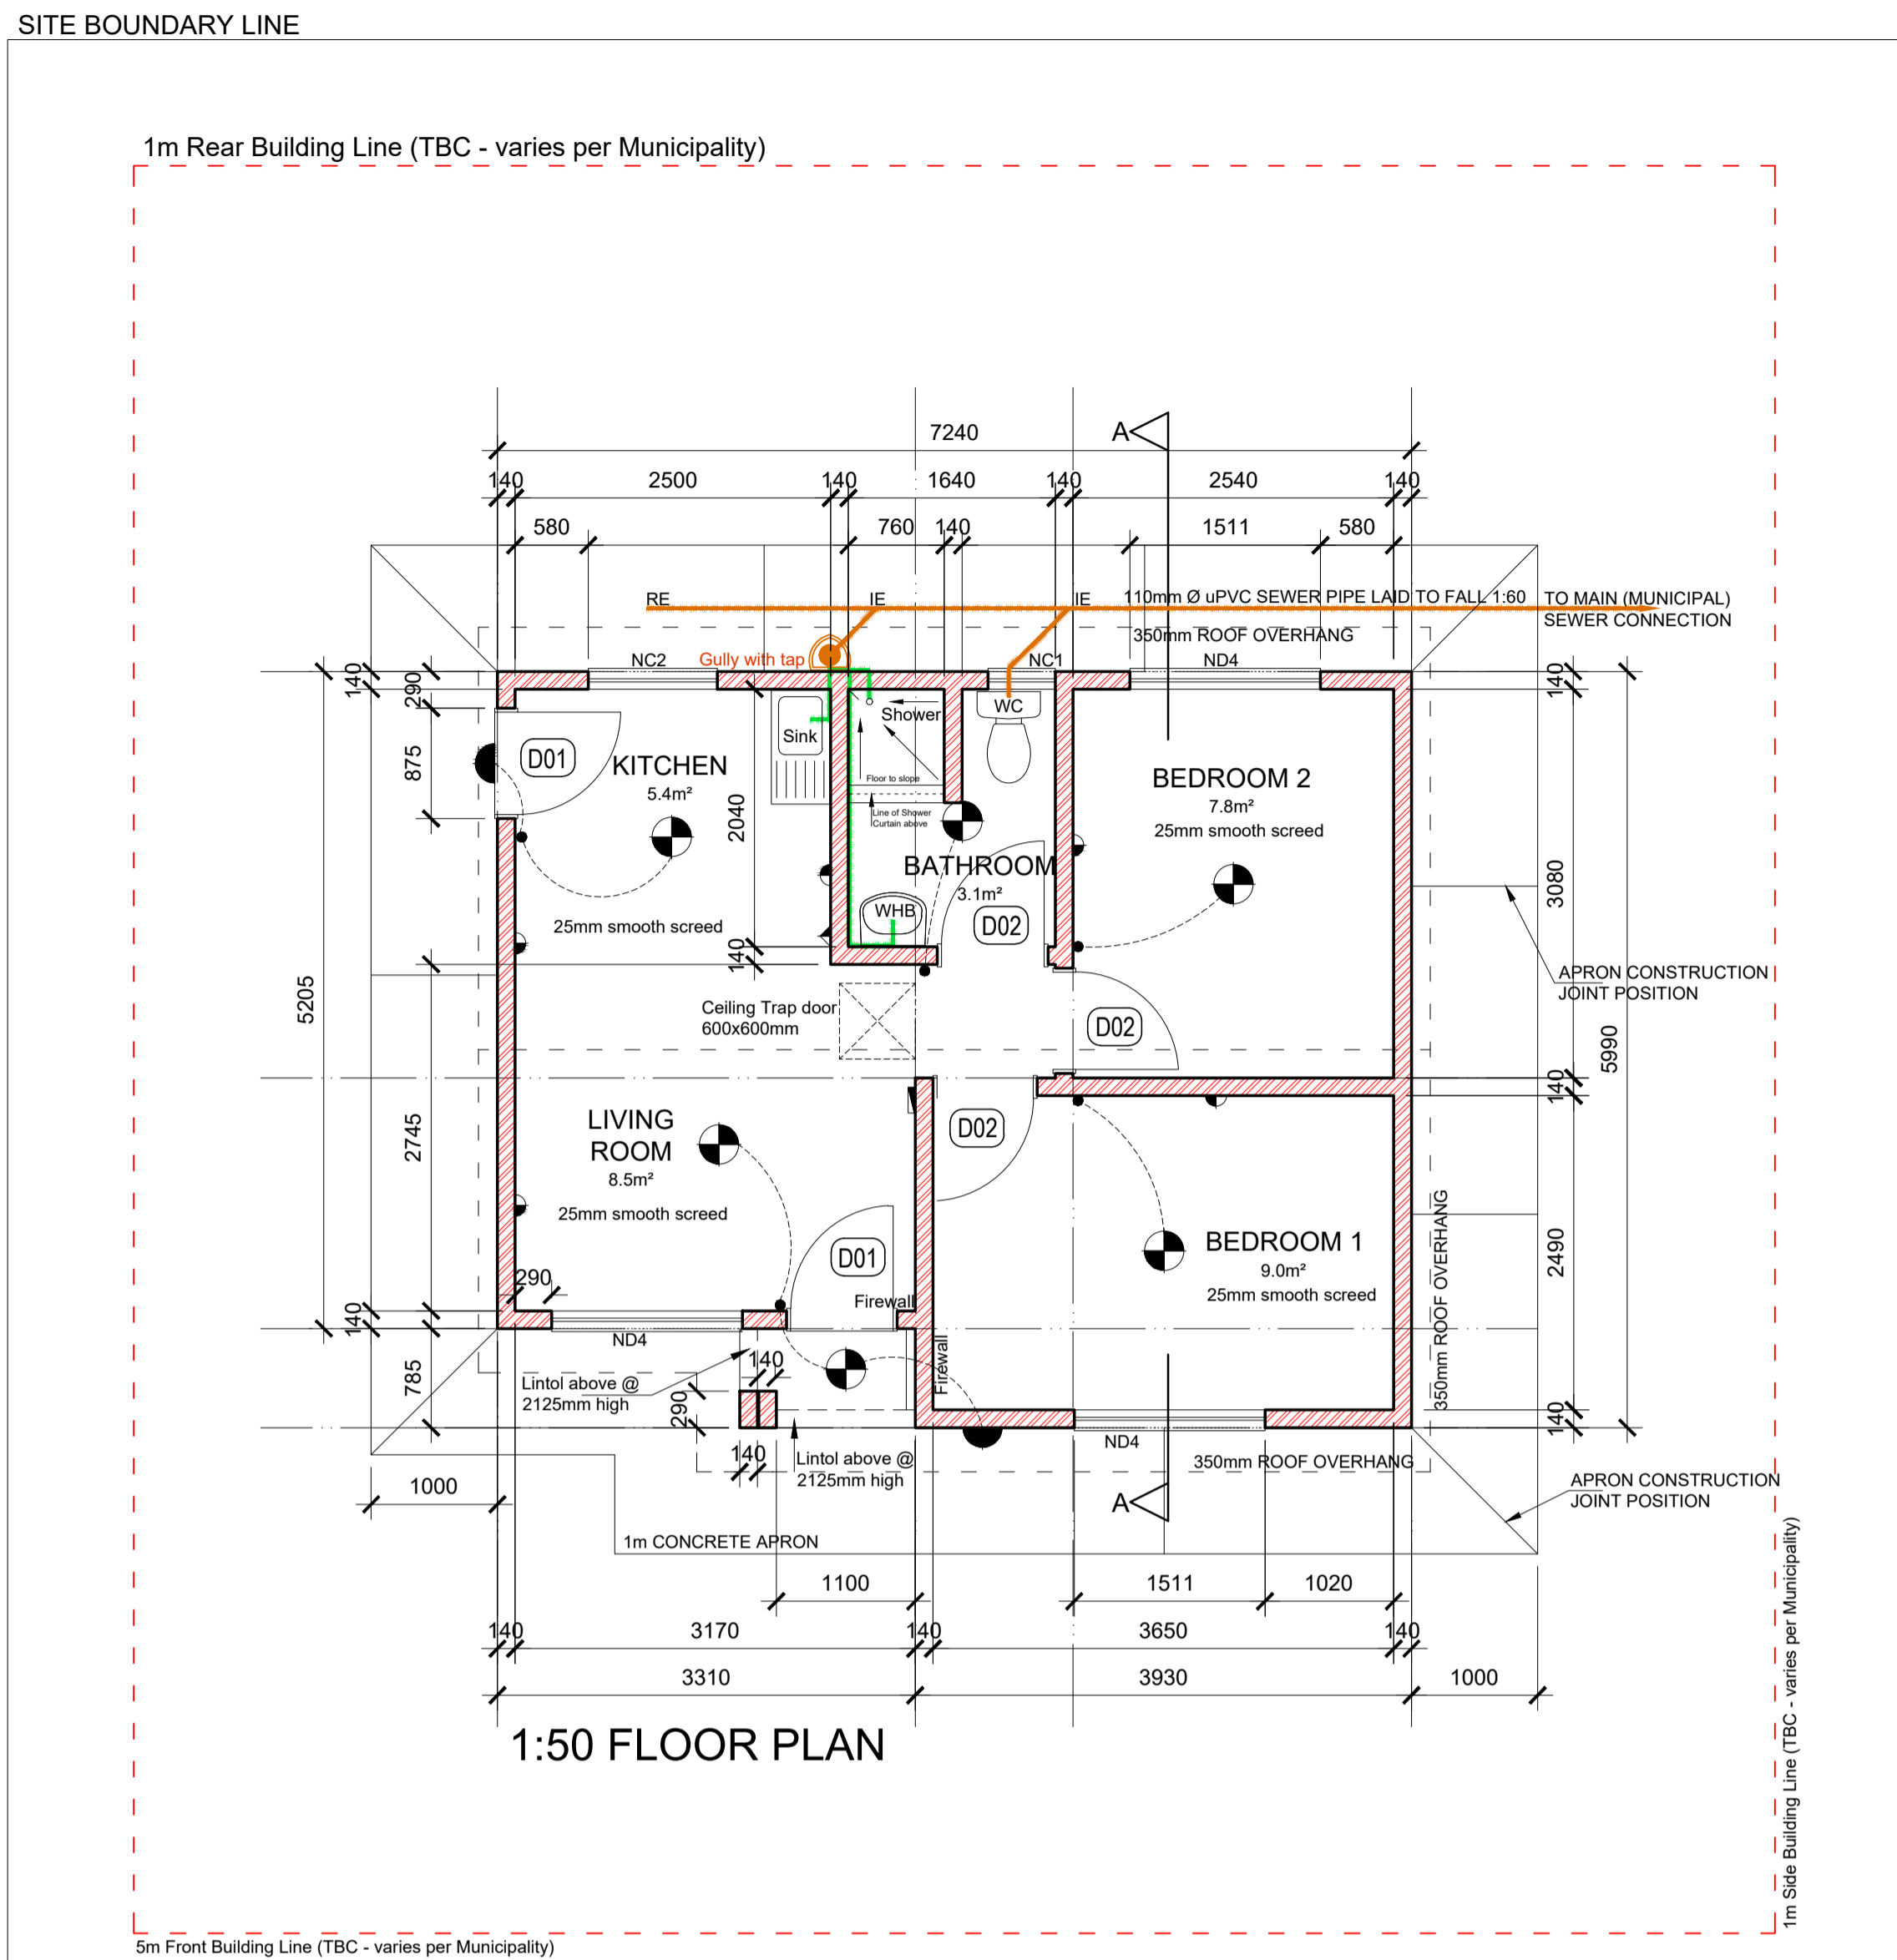 SITE BOUNDARY LINE
1m Rear Building Line (TBC - varies per Municipality)
7240
A
140
2500
140
1640
140
2540
140
580
760
140
1511
580
RE
IE
IE
110mm Ø uPVC SEWER PIPE LAID TO FALL 1:60
TO MAIN (MUNICIPAL)
SEWER CONNECTION
350mm ROOF OVERHANG
Gully with tap
NC2
NC1
ND4
140
290
140
875
D01
KITCHEN
5.4m²
Sink
Shower
WC
Floor to slope
Line of Shower
Curtain above
2040
BEDROOM 2
7.8m²
25mm smooth screed
BATHROOM
3.1m²
WHB
D02
3080
25mm smooth screed
140
APRON CONSTRUCTION
JOINT POSITION
5205
Ceiling Trap door
600x600mm
D02
5990
140
LIVING
ROOM
8.5m²
25mm smooth screed
2745
D02
BEDROOM 1
9.0m²
25mm smooth screed
350mm ROOF OVERHANG
2490
290
D01
Firewall
140
ND4
785
140
Firewall
Lintol above @
2125mm high
290
140
140
Lintol above @
2125mm high
ND4
350mm ROOF OVERHANG
APRON CONSTRUCTION
JOINT POSITION
1000
A
1m CONCRETE APRON
1100
1511
1020
140
3170
140
3650
140
3310
3930
1000
1:50 FLOOR PLAN
1m Side Building Line (TBC - varies per Municipality)
5m Front Building Line (TBC - varies per Municipality)